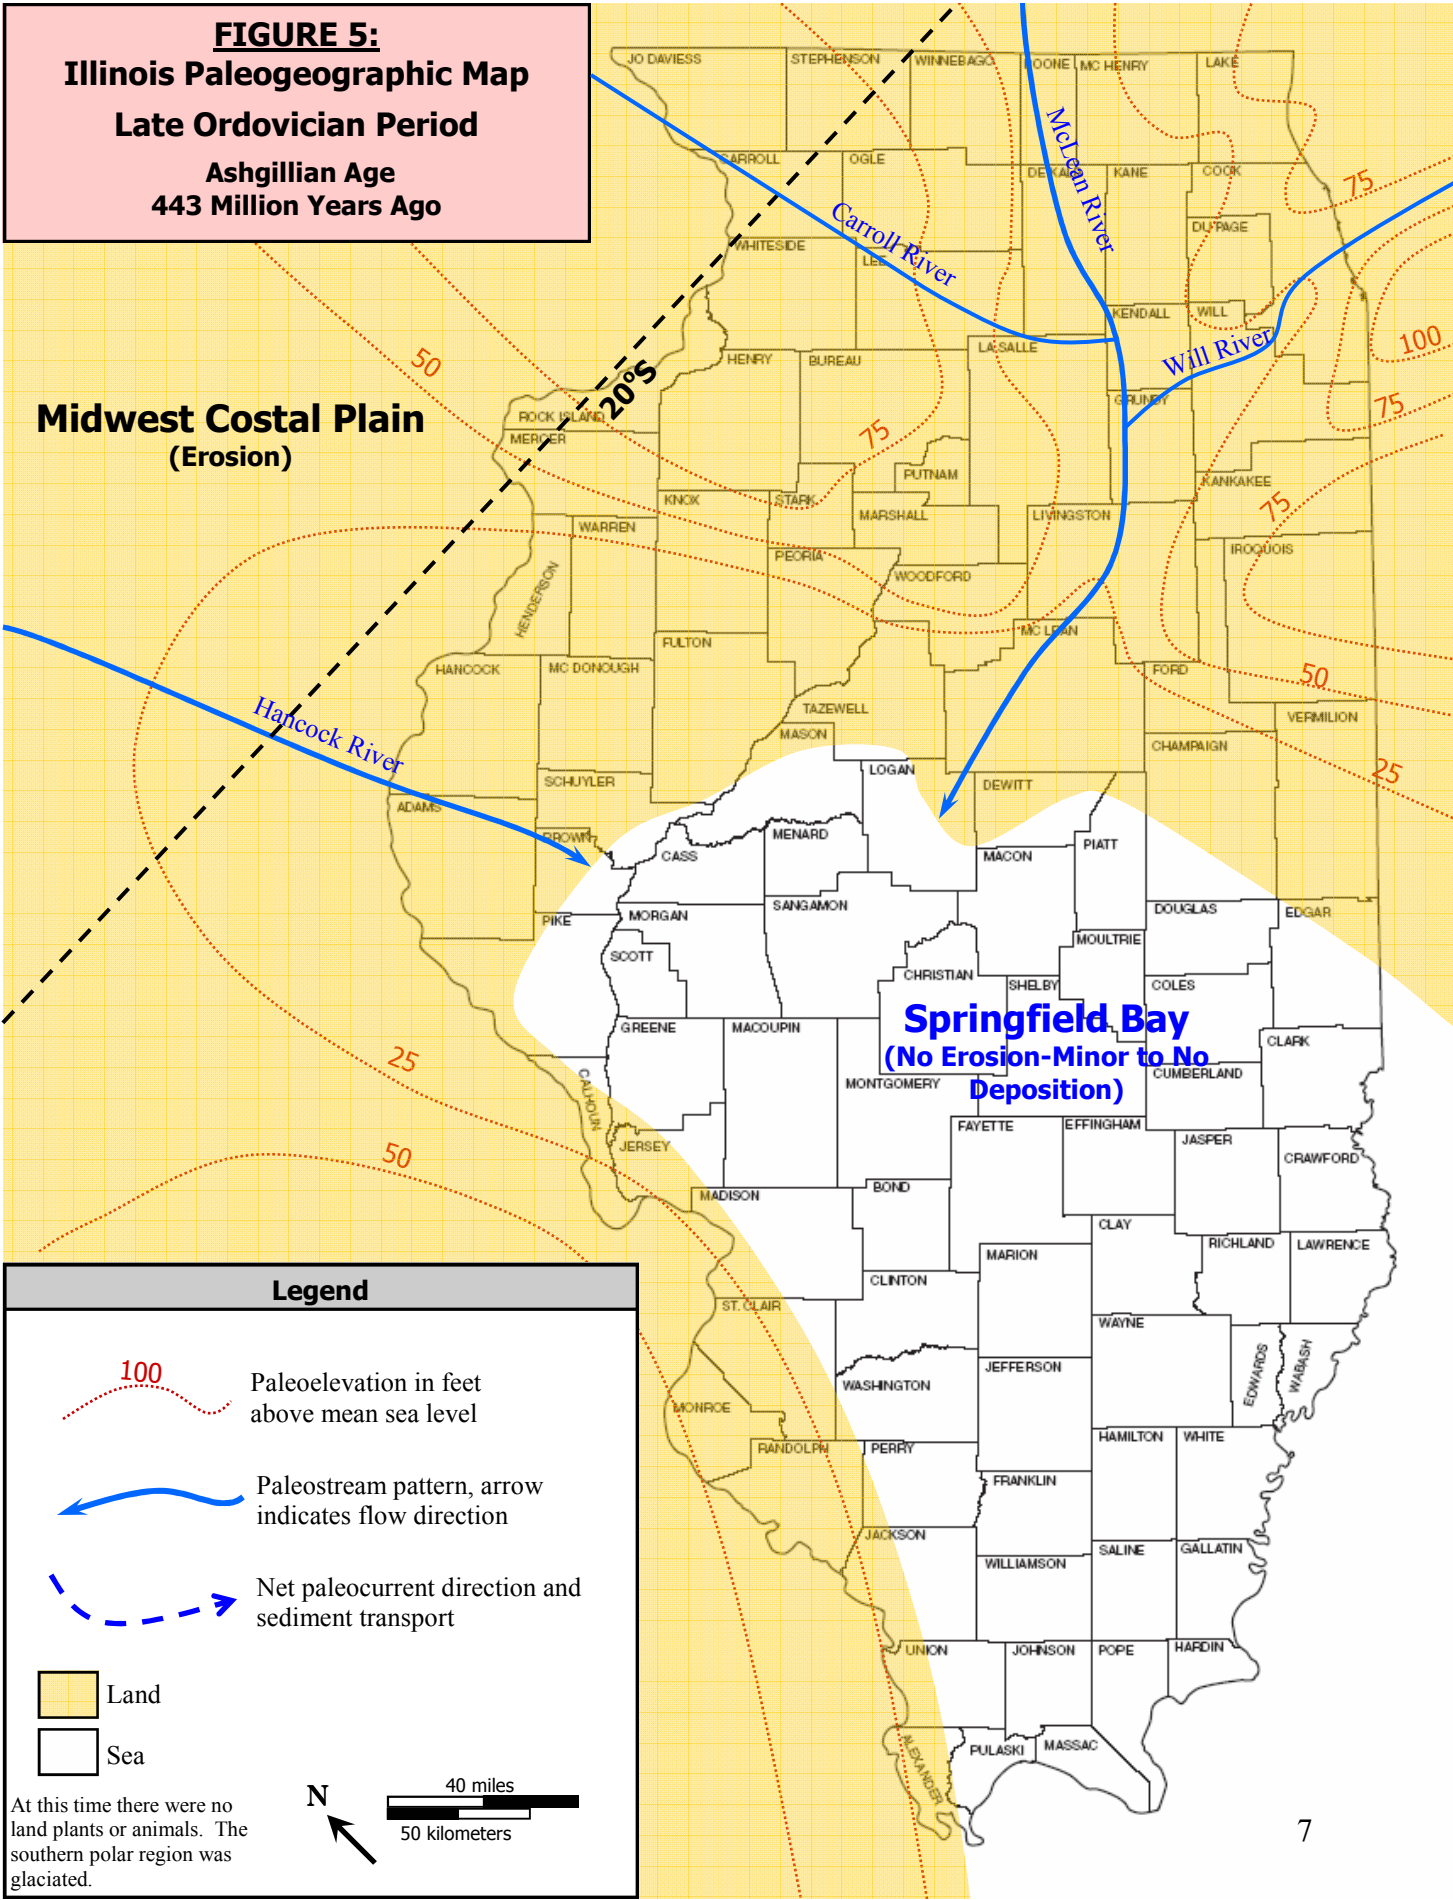 FIGURE 5:
Illinois Paleogeographic Map
Late Ordovician Period
Ashgillian Age
443 Million Years Ago
JO DAVIESS
STEPHENSON
WINNEBAGO
BOONE
MC HENRY
LAKE
CARROLL
OGLE
DE KALB
KANE
COOK
McLean River
75
Carroll River
DU PAGE
WHITESIDE
LEE
KENDALL
WILL
Will River
100
50
HENRY
BUREAU
LA SALLE
20°S
Midwest Costal Plain
(Erosion)
ROCK ISLAND
MERCER
75
GRUNDY
75
PUTNAM
KANKAKEE
KNOX
STARK
MARSHALL
LIVINGSTON
75
WARREN
PEORIA
IROQUOIS
HENDERSON
WOODFORD
FULTON
MC LEAN
HANCOCK
MC DONOUGH
FORD
50
Hancock River
TAZEWELL
VERMILION
MASON
CHAMPAIGN
LOGAN
25
SCHUYLER
DEWITT
ADAMS
BROWN
MENARD
PIATT
CASS
MACON
PIKE
MORGAN
SANGAMON
DOUGLAS
EDGAR
MOULTRIE
SCOTT
CHRISTIAN
SHELBY
COLES
Springfield Bay
(No Erosion-Minor to No
Deposition)
GREENE
MACOUPIN
CLARK
25
CALHOUN
MONTGOMERY
CUMBERLAND
FAYETTE
EFFINGHAM
JERSEY
JASPER
50
CRAWFORD
MADISON
BOND
CLAY
RICHLAND
LAWRENCE
MARION
CLINTON
ST. CLAIR
WAYNE
EDWARDS
WABASH
JEFFERSON
WASHINGTON
MONROE
RANDOLPH
PERRY
HAMILTON
WHITE
FRANKLIN
JACKSON
WILLIAMSON
SALINE
GALLATIN
UNION
JOHNSON
POPE
HARDIN
ALEXANDER
PULASKI
MASSAC
Legend
100
Paleoelevation in feet
above mean sea level
Paleostream pattern, arrow
indicates flow direction
Net paleocurrent direction and
sediment transport
Land
Sea
At this time there were no
land plants or animals.  The
southern polar region was
glaciated.
N
40 miles
50 kilometers
7